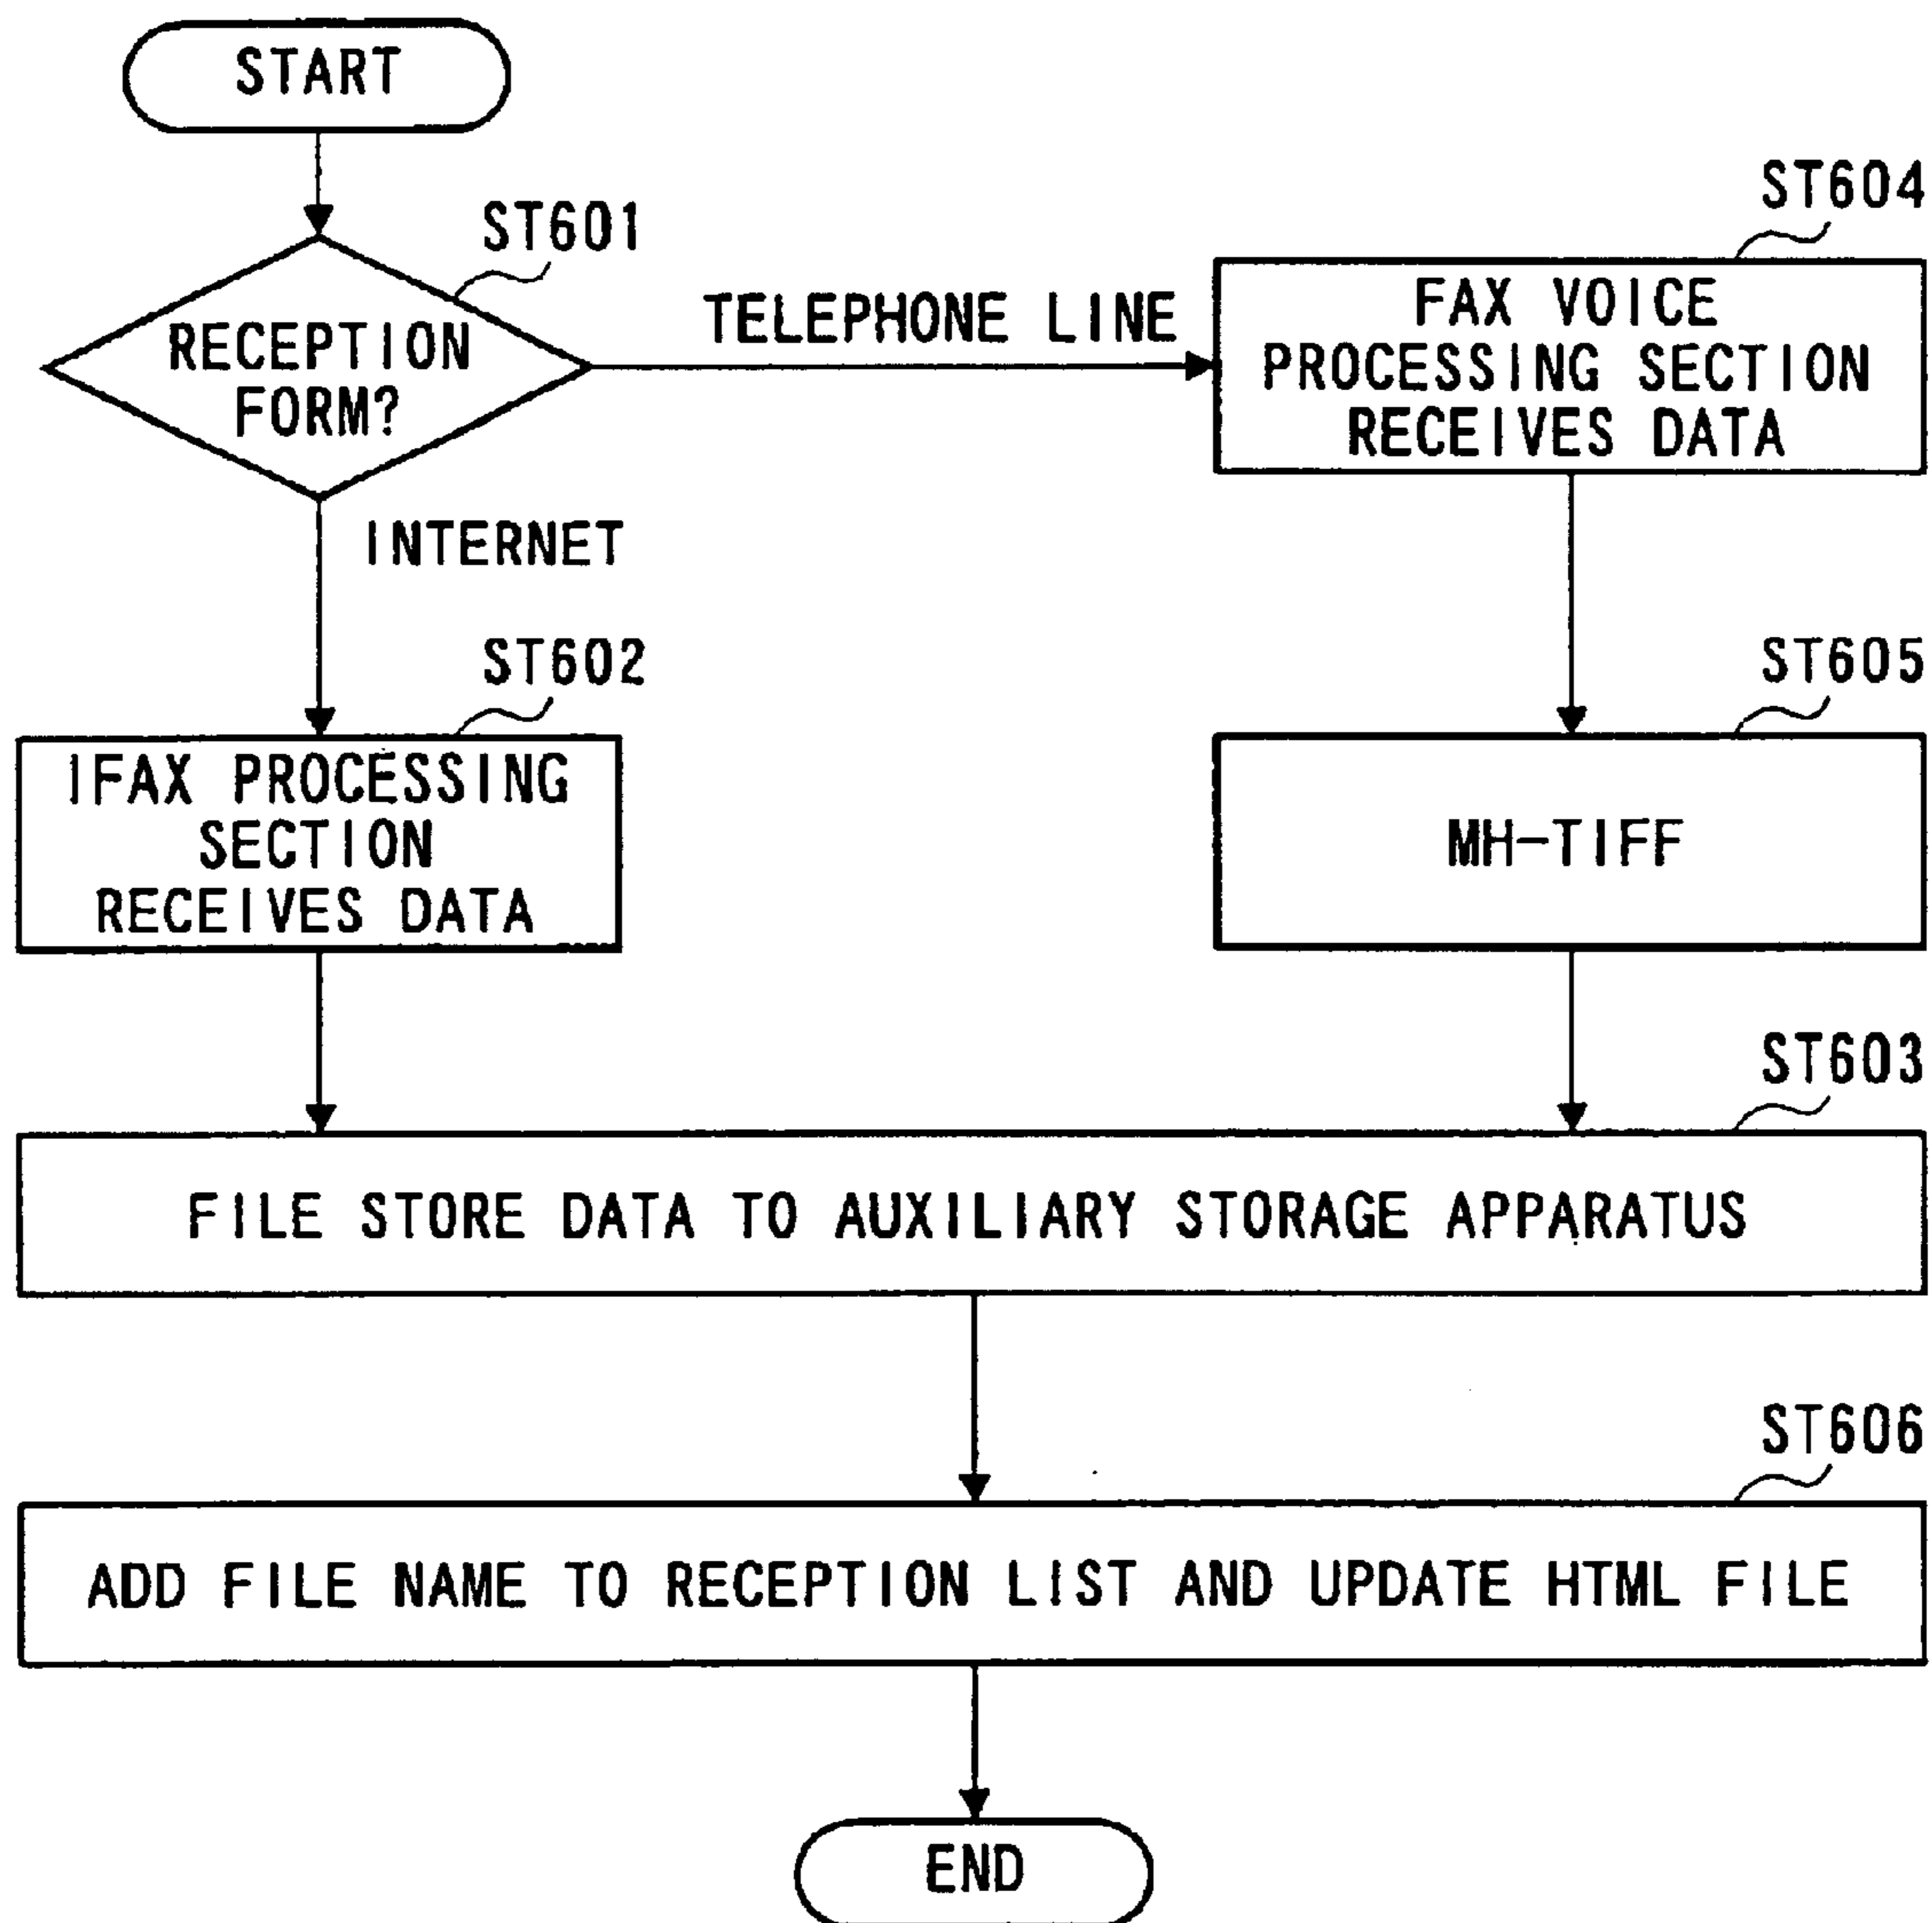 START
ST601
RECEPTION
FORM?
TELEPHONE LINE
ST604
FAX VOICE
PROCESSING SECTION
RECEIVES DATA
INTERNET
ST602
IFAX PROCESSING
SECTION
RECEIVES DATA
ST605
MH-TIFF
ST603
FILE STORE DATA TO AUXILIARY STORAGE APPARATUS
ST606
ADD FILE NAME TO RECEPTION LIST AND UPDATE HTML FILE
END